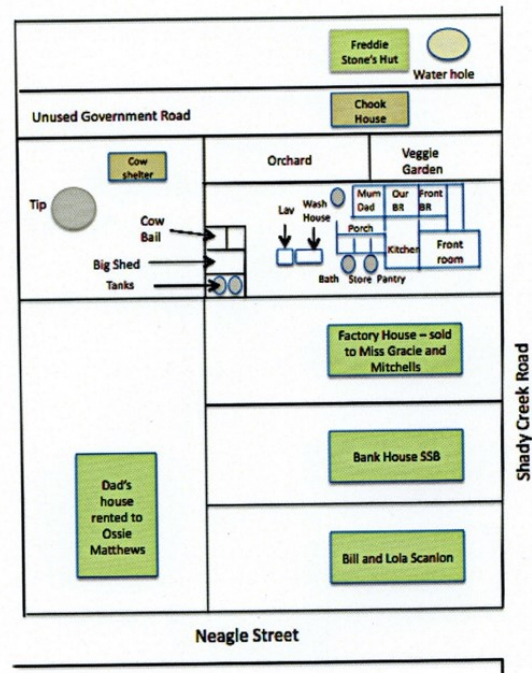 Freddie
Stone's Hut
Water hole
Unused Government Road
Chook
House
Cow
shelter
Orchard
Veggie
Garden
Tip
Cow
Bail
Big Shed
Tanks
Lav
Wash
House
Mum
Dad
Our
BR
Front
BR
Porch
Kitchen
Front
room
Bath
Store
Pantry
Factory House – sold
to Miss Gracie and
Mitchells
Shady Creek Road
Bank House SSB
Dad's
house
rented to
Ossie
Matthews
Bill and Lola Scanlon
Neagle Street